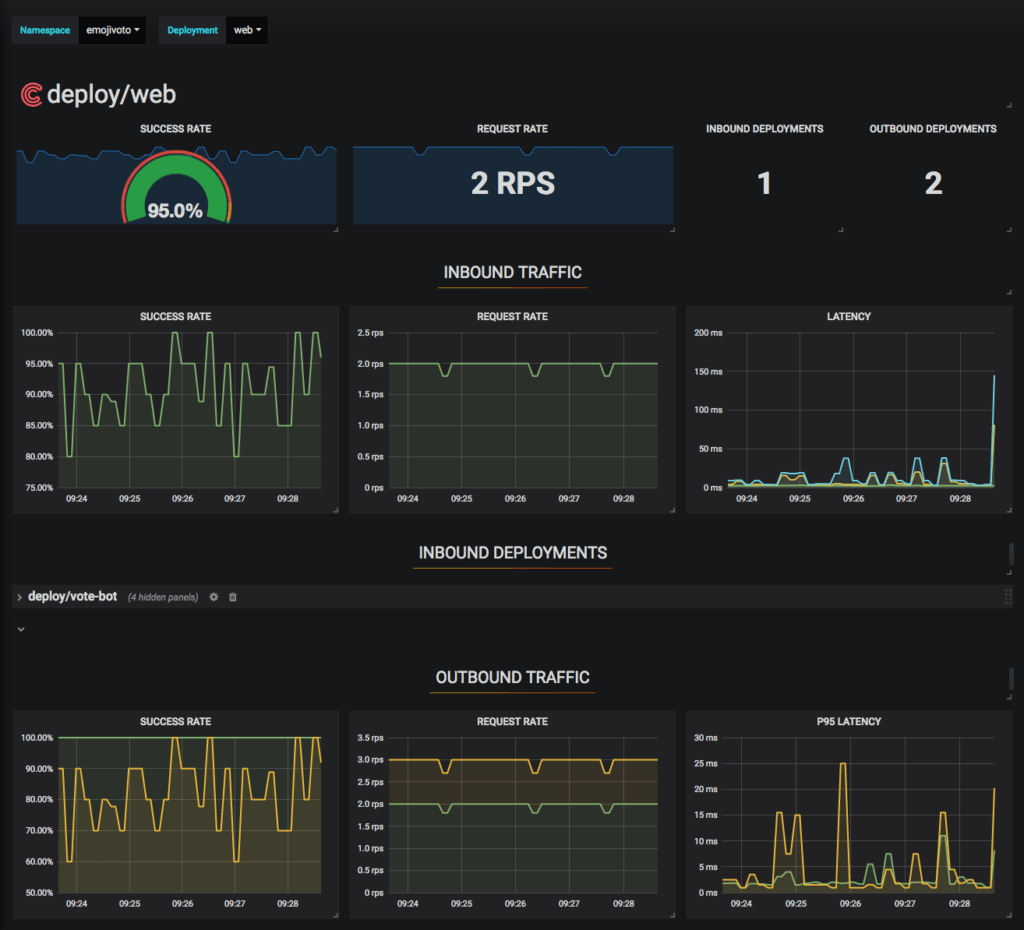 Namespace emojivoto Deployment web
deploy/web
SUCCESS RATE REQUEST RATE INBOUND DEPLOYMENTS OUTBOUND DEPLOYMENTS
95.0% 2 RPS 1 2
INBOUND TRAFFIC
SUCCESS RATE
100.00%
95.00%
90.00%
85.00%
80.00%
75.00%
09:24 09:25 09:26 09:27 09:28
REQUEST RATE
2.5 rps
2.0 rps
1.5 rps
1.0 rps
0.5 rps
0 rps
09:24 09:25 09:26 09:27 09:28
LATENCY
200 ms
150 ms
100 ms
50 ms
0 ms
09:24 09:25 09:26 09:27 09:28
INBOUND DEPLOYMENTS
deploy/vote-bot (4 hidden panels)
OUTBOUND TRAFFIC
SUCCESS RATE
100.00%
90.00%
80.00%
70.00%
60.00%
50.00%
09:24 09:25 09:26 09:27 09:28
REQUEST RATE
3.5 rps
3.0 rps
2.5 rps
2.0 rps
1.5 rps
1.0 rps
0.5 rps
0 rps
09:24 09:25 09:26 09:27 09:28
P95 LATENCY
30 ms
25 ms
20 ms
15 ms
10 ms
5 ms
0 ms
09:24 09:25 09:26 09:27 09:28